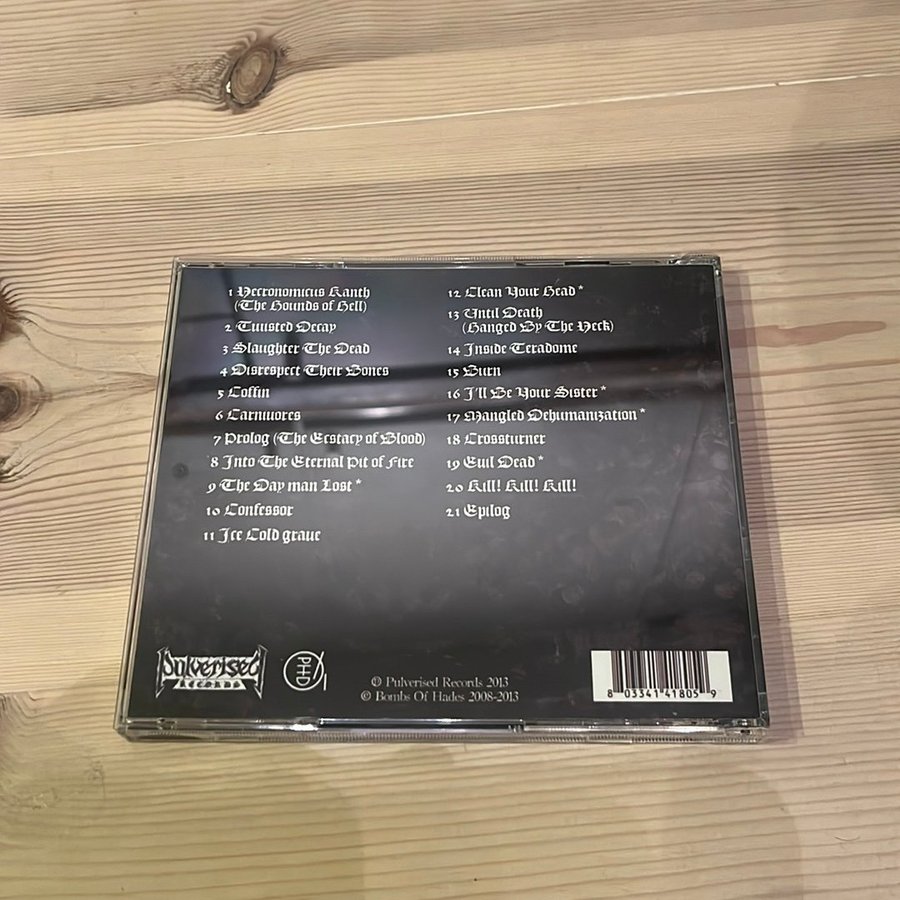 1 Necronomicus Kanth
(The Hounds of Hell)
2 Twisted Decay
3 Slaughter The Dead
4 Disrespect Their Bones
5 Coffin
6 Carnivores
7 Prolog (The Ecstacy of Blood)
8 Into The Eternal Pit of Fire
9 The Day man Lost *
10 Confessor
11 Ice Cold grave
12 Clean Your Head *
13 Until Death
(Hanged By The Neck)
14 Inside Teradome
15 Burn
16 I'll Be Your Sister *
17 Mangled Dehumanization *
18 Crossturner
19 Evil Dead *
20 Kill! Kill! Kill!
21 Epilog
Pulverised
Records
PHD
℗ Pulverised Records 2013
© Bombs Of Hades 2008-2013
8 03341 41805 9